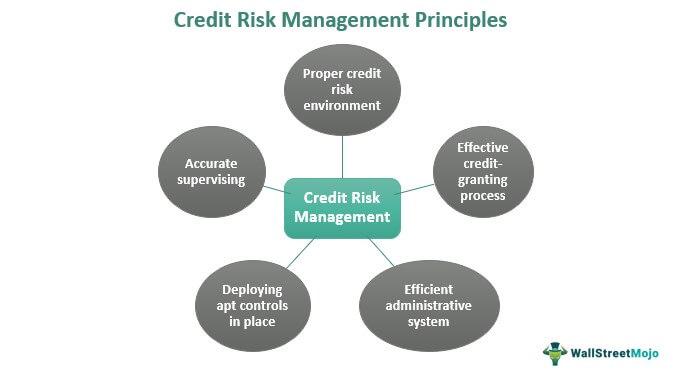 Credit Risk Management Principles
Proper credit
risk
environment
Effective
credit-
granting
process
Accurate
supervising
Credit Risk
Management
Deploying
apt controls
in place
Efficient
administrative
system
WallStreetMojo